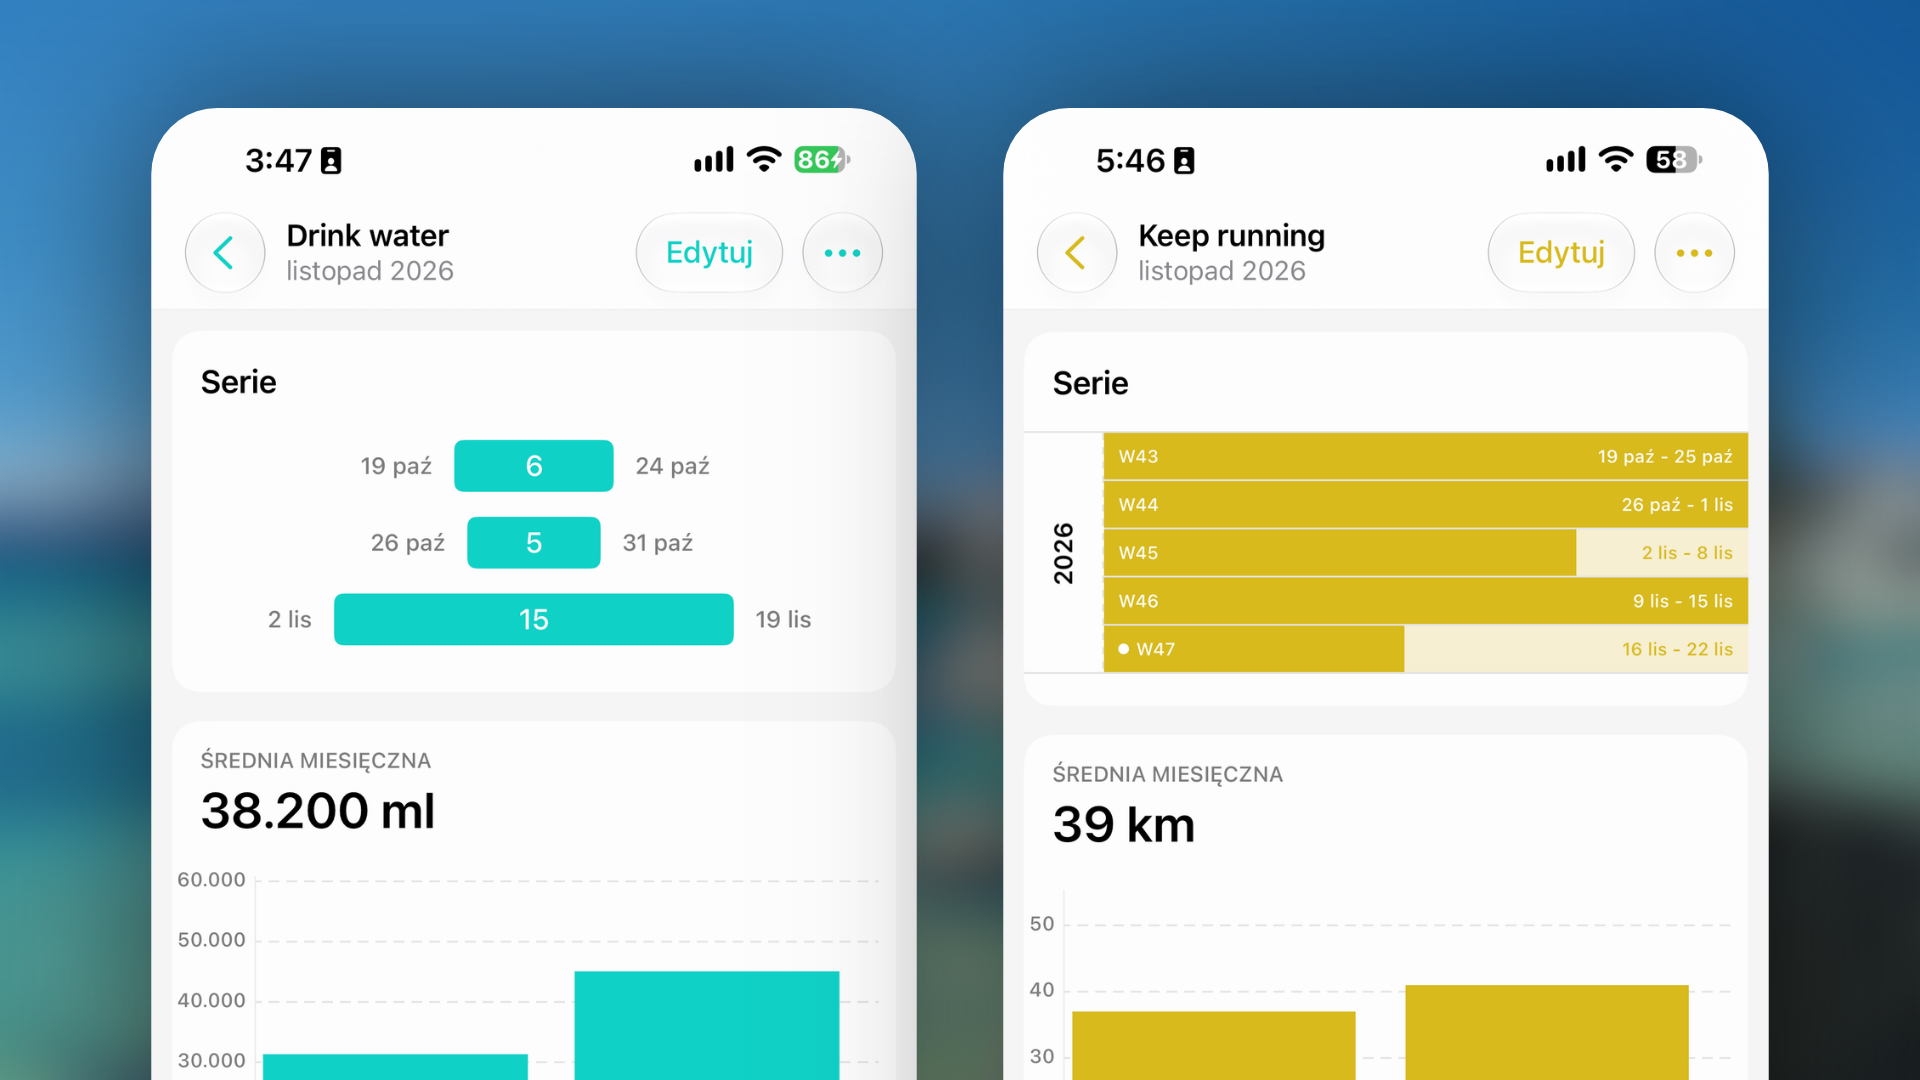 3:47
86
Drink water
listopad 2026
Edytuj
Serie
19 paź 6 24 paź
26 paź 5 31 paź
2 lis 15 19 lis
ŚREDNIA MIESIĘCZNA
38.200 ml
60.000
50.000
40.000
30.000
5:46
58
Keep running
listopad 2026
Edytuj
Serie
2026
W43 19 paź - 25 paź
W44 26 paź - 1 lis
W45 2 lis - 8 lis
W46 9 lis - 15 lis
W47 16 lis - 22 lis
ŚREDNIA MIESIĘCZNA
39 km
50
40
30